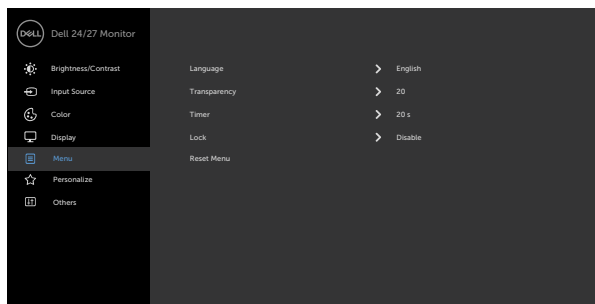 DELL Dell 24/27 Monitor
Brightness/Contrast Language English
Input Source Transparency 20
Color Timer 20 s
Display Lock Disable
Menu Reset Menu
Personalize
Others